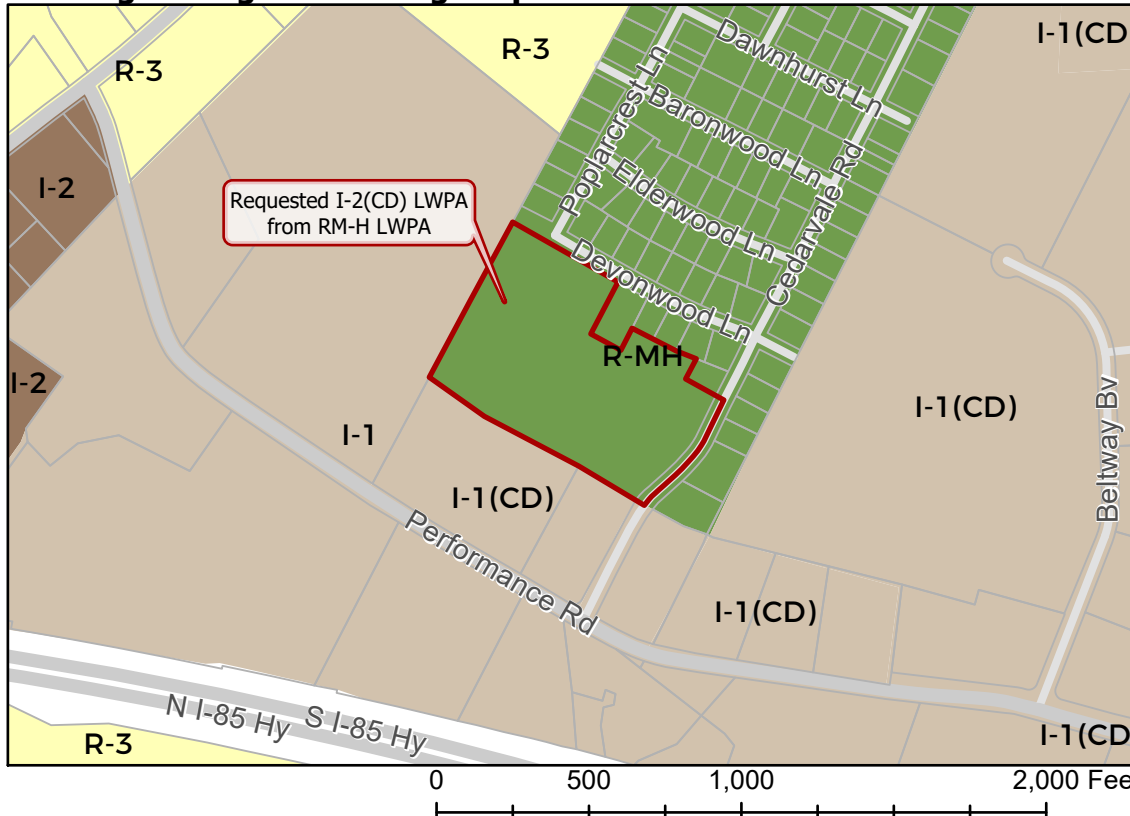 I-1(CD
R-3
R-3
Dawnhurst Ln
Poplarcrest Ln
Baronwood Ln
Cedarvale Rd
I-2
Elderwood Ln
Requested I-2(CD) LWPA
from RM-H LWPA
Devonwood Ln
R-MH
I-2
I-1(CD)
I-1
Beltway Bv
I-1(CD)
Performance Rd
I-1(CD)
N I-85 Hy
S I-85 Hy
R-3
I-1(CD
0 500 1,000 2,000 Fee